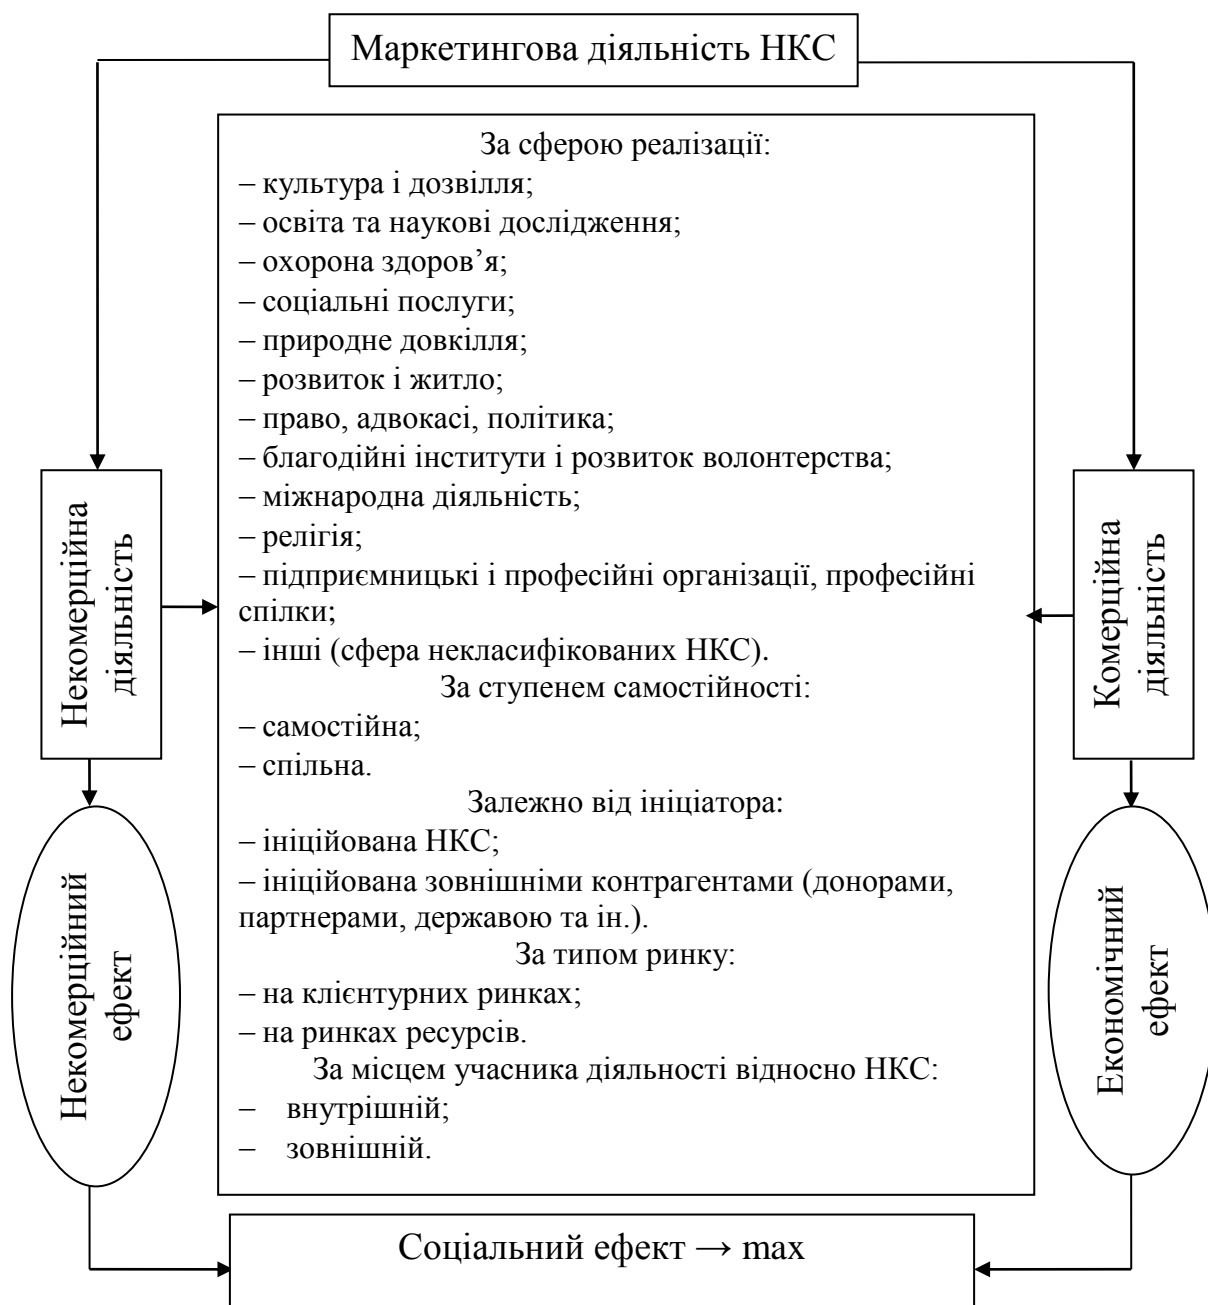 Маркетингова діяльність НКС
За сферою реалізації:
– культура і дозвілля;
– освіта та наукові дослідження;
– охорона здоров’я;
– соціальні послуги;
– природне довкілля;
– розвиток і житло;
– право, адвокасі, політика;
– благодійні інститути і розвиток волонтерства;
– міжнародна діяльність;
– релігія;
– підприємницькі і професійні організації, професійні
спілки;
– інші (сфера некласифікованих НКС).
За ступенем самостійності:
– самостійна;
– спільна.
Залежно від ініціатора:
– ініційована НКС;
– ініційована зовнішніми контрагентами (донорами,
партнерами, державою та ін.).
За типом ринку:
– на клієнтурних ринках;
– на ринках ресурсів.
За місцем учасника діяльності відносно НКС:
– внутрішній;
– зовнішній.
Некомерційна
діяльність
Комерційна
діяльність
Некомерційний
ефект
Економічний
ефект
Соціальний ефект → max